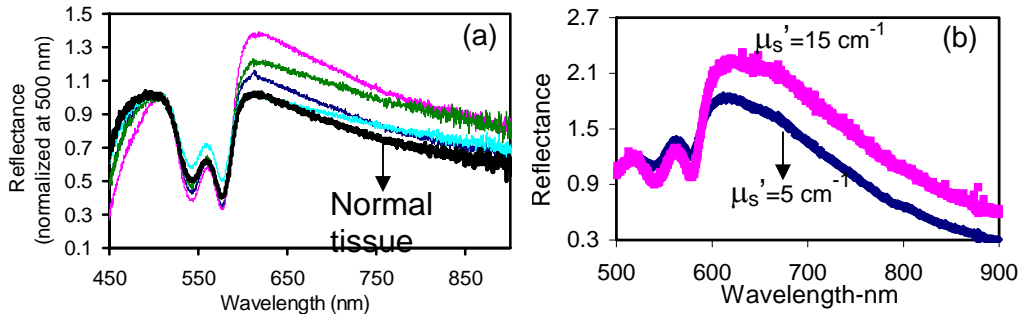 (a)
Reflectance
(normalized at 500 nm)
1.5
1.3
1.1
0.9
0.7
0.5
0.3
0.1
Normal
tissue
450 550 650 750 850
Wavelength (nm)
(b)
Reflectance
2.7
2.1
1.5
0.9
0.3
μs'=15 cm-1
μs'=5 cm-1
500 600 700 800 900
Wavelength-nm